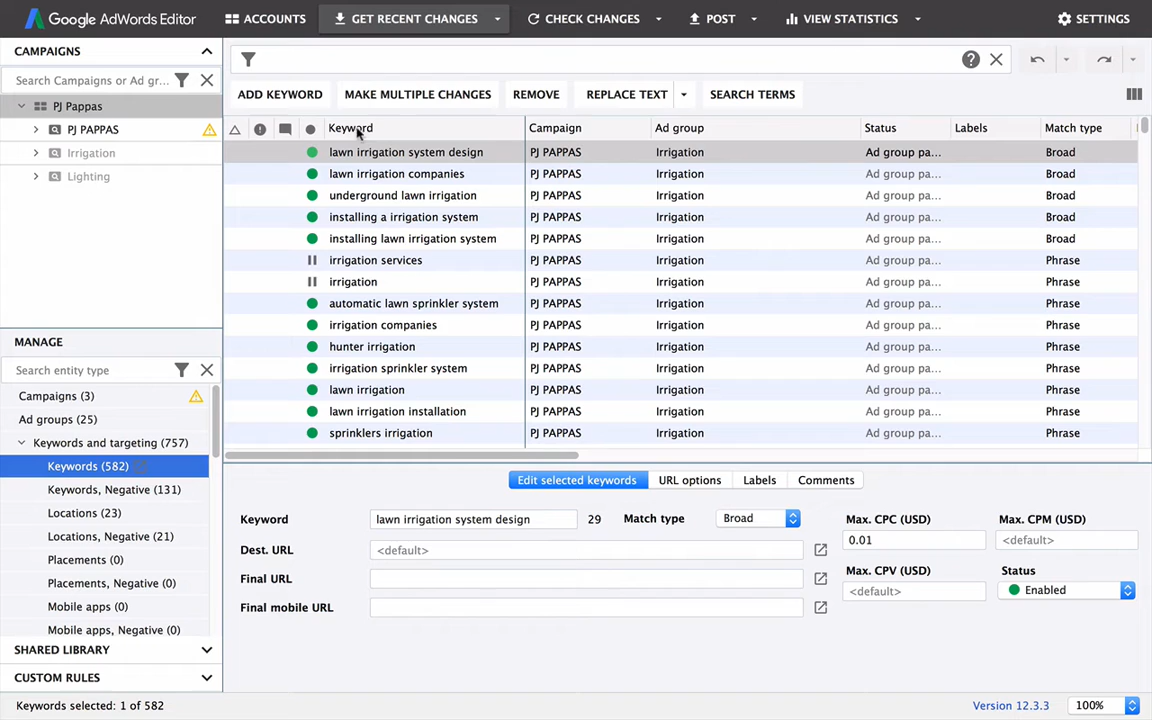 Google AdWords Editor ACCOUNTS GET RECENT CHANGES CHECK CHANGES POST VIEW STATISTICS SETTINGS
CAMPAIGNS
Search Campaigns or Ad gr...
PJ Pappas
PJ PAPPAS
Irrigation
Lighting
MANAGE
Search entity type
Campaigns (3)
Ad groups (25)
Keywords and targeting (757)
Keywords (582)
Keywords, Negative (131)
Locations (23)
Locations, Negative (21)
Placements (0)
Placements, Negative (0)
Mobile apps (0)
Mobile apps, Negative (0)
SHARED LIBRARY
CUSTOM RULES
ADD KEYWORD MAKE MULTIPLE CHANGES REMOVE REPLACE TEXT SEARCH TERMS
Keyword Campaign Ad group Status Labels Match type
lawn irrigation system design PJ PAPPAS Irrigation Ad group pa... Broad
lawn irrigation companies PJ PAPPAS Irrigation Ad group pa... Broad
underground lawn irrigation PJ PAPPAS Irrigation Ad group pa... Broad
installing a irrigation system PJ PAPPAS Irrigation Ad group pa... Broad
installing lawn irrigation system PJ PAPPAS Irrigation Ad group pa... Broad
irrigation services PJ PAPPAS Irrigation Ad group pa... Phrase
irrigation PJ PAPPAS Irrigation Ad group pa... Phrase
automatic lawn sprinkler system PJ PAPPAS Irrigation Ad group pa... Phrase
irrigation companies PJ PAPPAS Irrigation Ad group pa... Phrase
hunter irrigation PJ PAPPAS Irrigation Ad group pa... Phrase
irrigation sprinkler system PJ PAPPAS Irrigation Ad group pa... Phrase
lawn irrigation PJ PAPPAS Irrigation Ad group pa... Phrase
lawn irrigation installation PJ PAPPAS Irrigation Ad group pa... Phrase
sprinklers irrigation PJ PAPPAS Irrigation Ad group pa... Phrase
Edit selected keywords URL options Labels Comments
Keyword lawn irrigation system design 29 Match type Broad Max. CPC (USD) Max. CPM (USD)
0.01 <default>
Dest. URL <default>
Max. CPV (USD) Status
Final URL
<default> Enabled
Final mobile URL
Keywords selected: 1 of 582 Version 12.3.3 100%